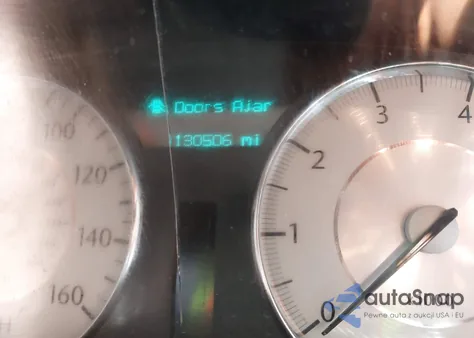 Doors Ajar
130506 mi
100
120
140
160
H
0
1
2
3
4
autoSnap
Pewne auta z aukcji USA i EU